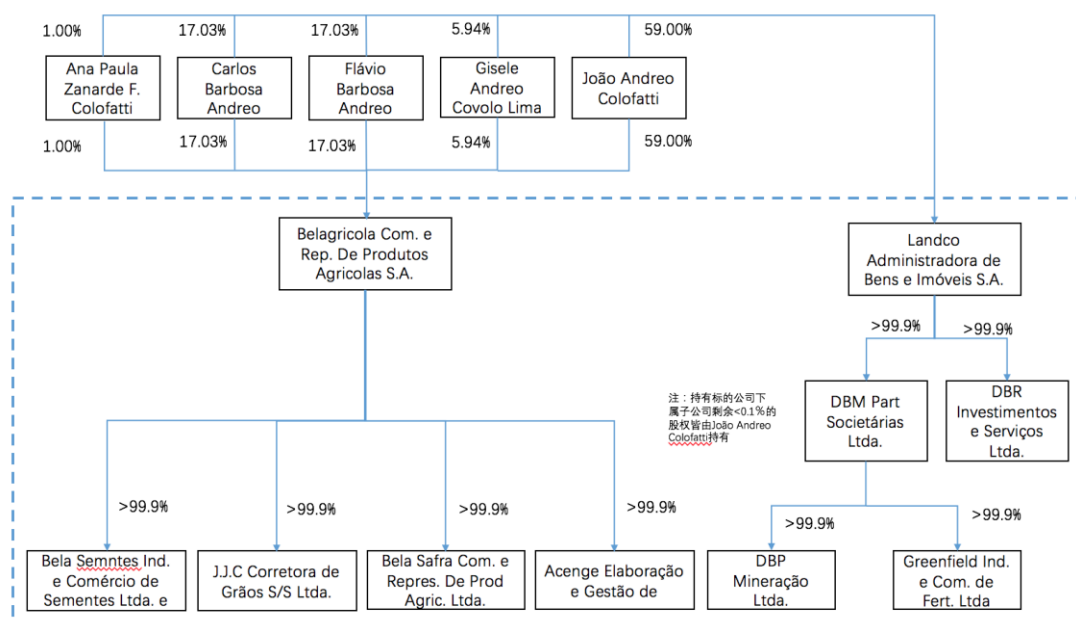 1.00%
17.03%
17.03%
5.94%
59.00%
Ana Paula
Zanarde F.
Colofatti
Carlos
Barbosa
Andreo
Flávio
Barbosa
Andreo
Gisele
Andreo
Covolo Lima
João Andreo
Colofatti
1.00%
17.03%
17.03%
5.94%
59.00%
Belagricola Com. e
Rep. De Produtos
Agricolas S.A.
Landco
Administradora de
Bens e Imóveis S.A.
>99.9%
>99.9%
注：持有标的公司下
属子公司剩余<0.1%的
股权皆由João Andreo
Colofatti持有
DBM Part
Societárias
Ltda.
DBR
Investimentos
e Serviços
Ltda.
>99.9%
>99.9%
>99.9%
>99.9%
>99.9%
>99.9%
Bela Semntes Ind.
e Comércio de
Sementes Ltda. e
J.J.C Corretora de
Grãos S/S Ltda.
Bela Safra Com. e
Repres. De Prod
Agric. Ltda.
Acenge Elaboração
e Gestão de
DBP
Mineração
Ltda.
Greenfield Ind.
e Com. de
Fert. Ltda